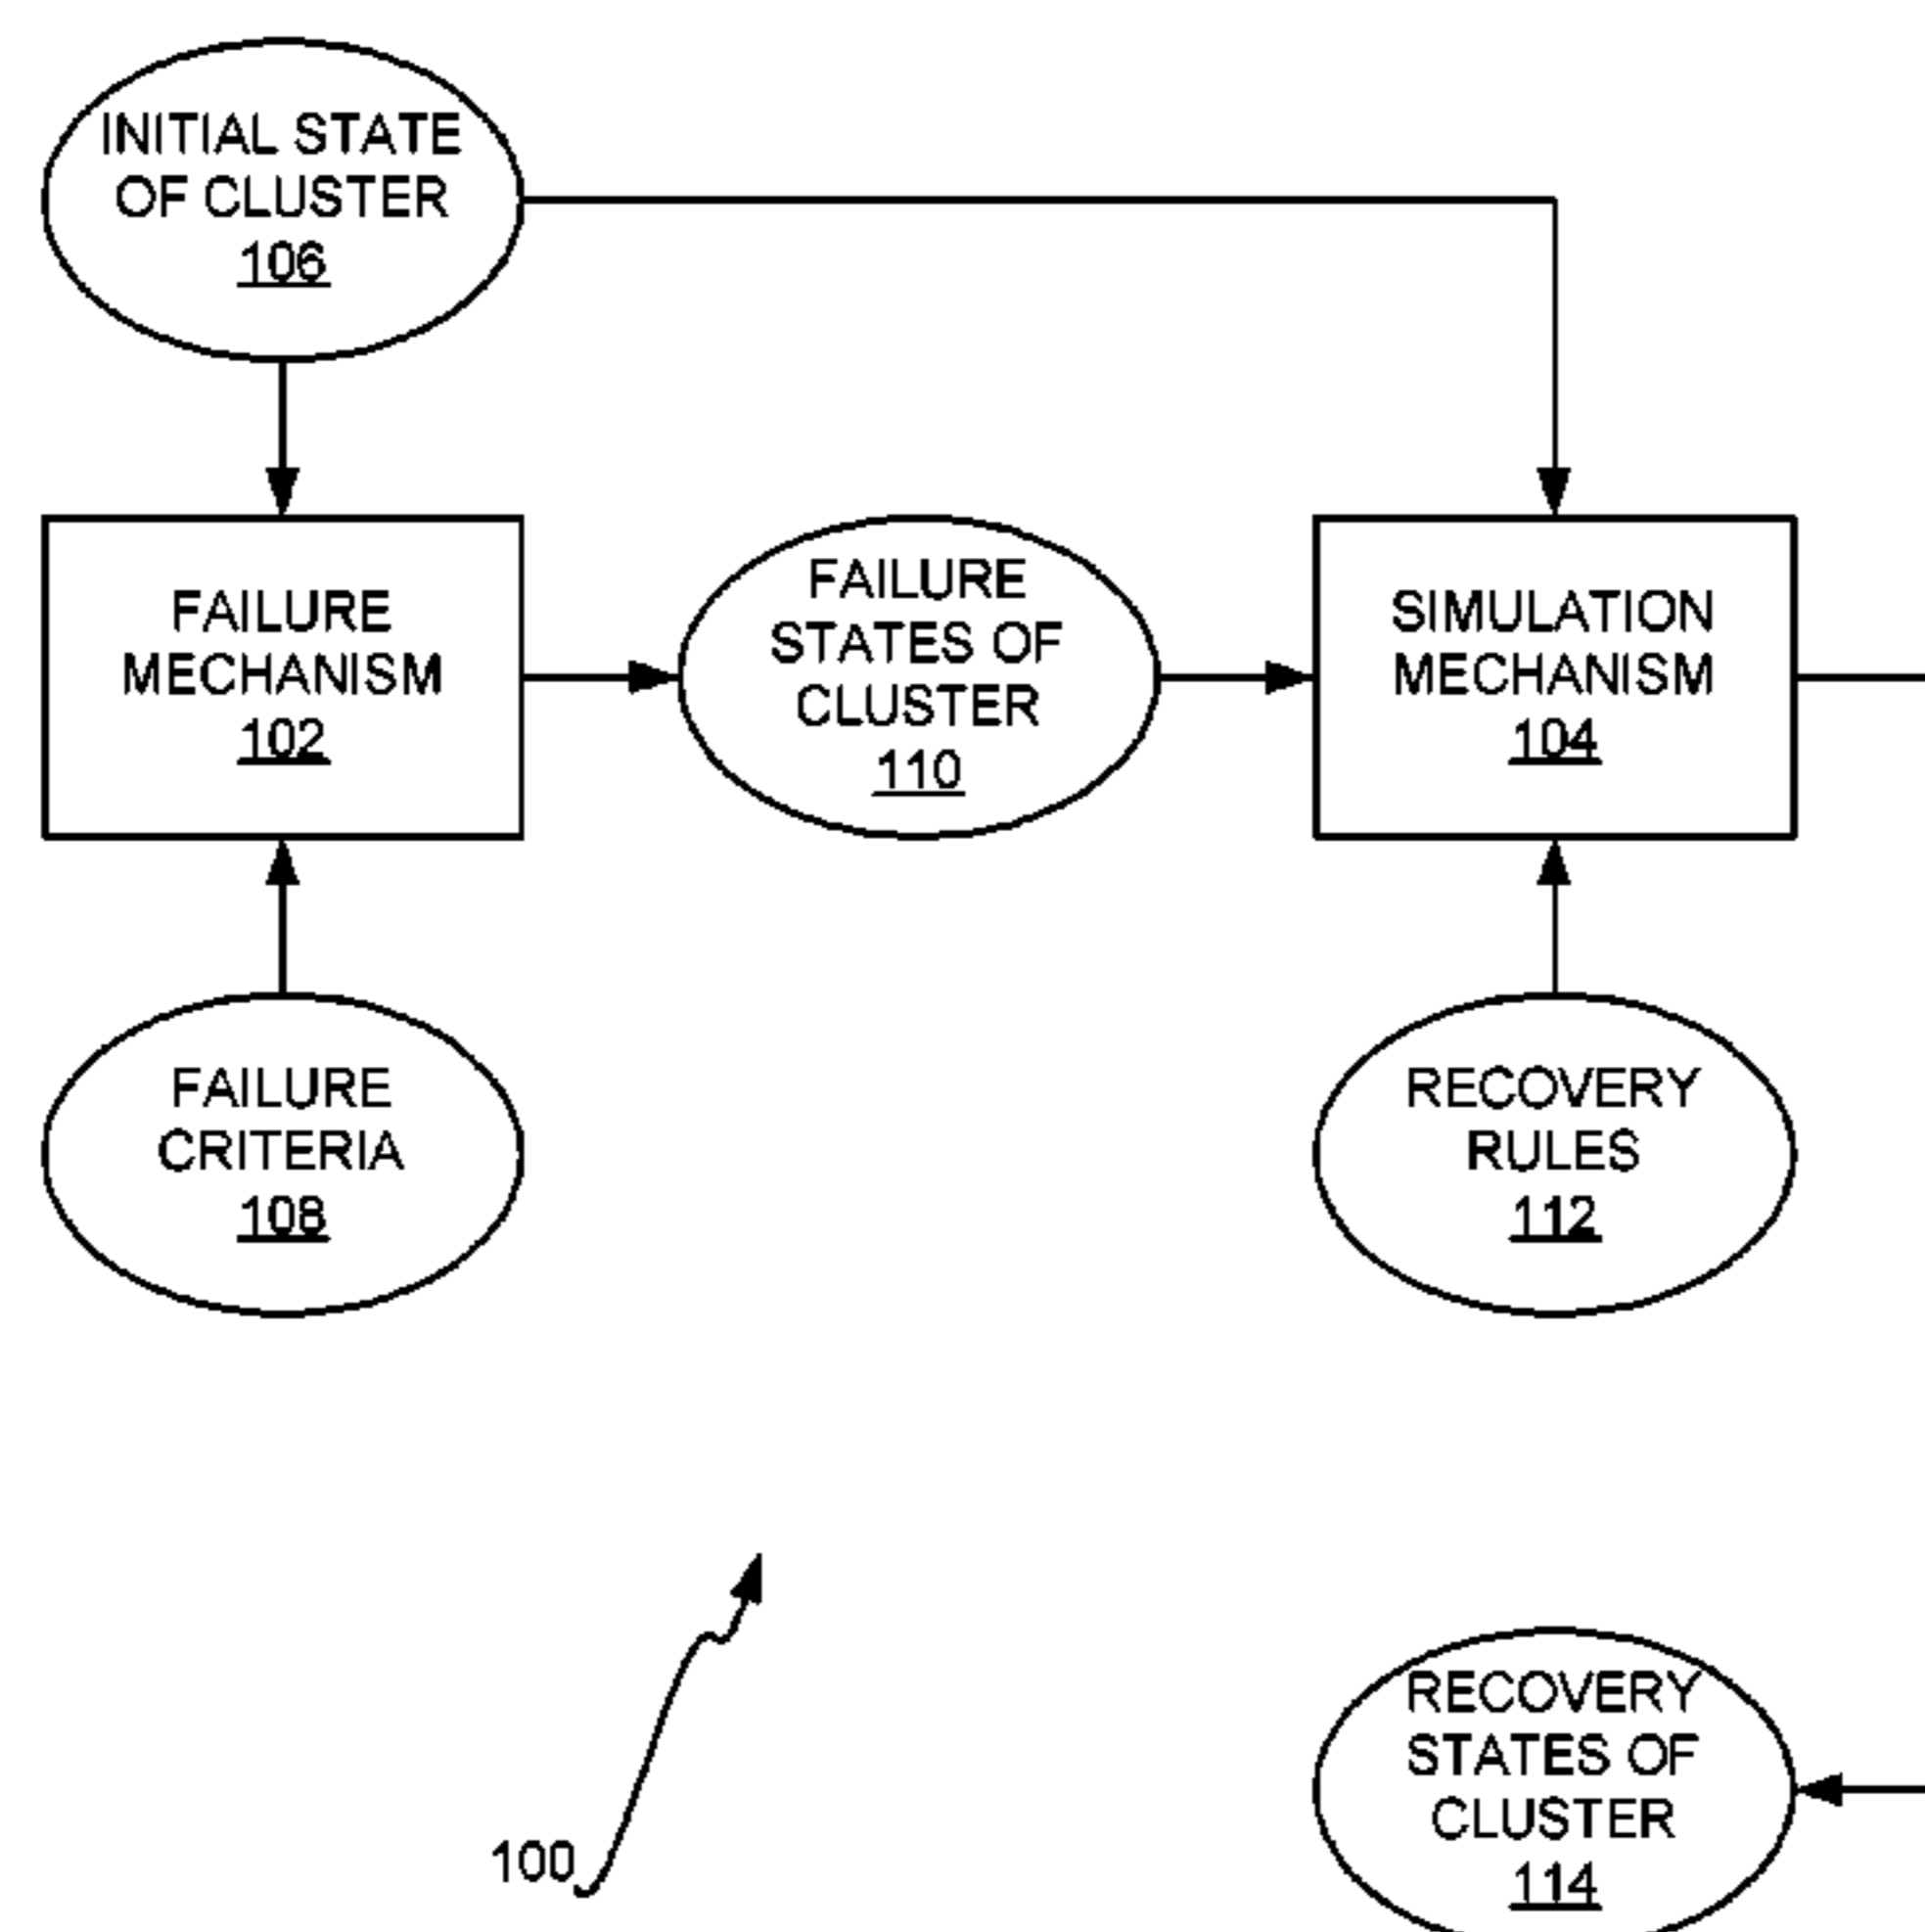 INITIAL STATE
OF CLUSTER
106
FAILURE
MECHANISM
102
FAILURE
STATES OF
CLUSTER
110
SIMULATION
MECHANISM
104
FAILURE
CRITERIA
108
RECOVERY
RULES
112
RECOVERY
STATES OF
CLUSTER
114
100